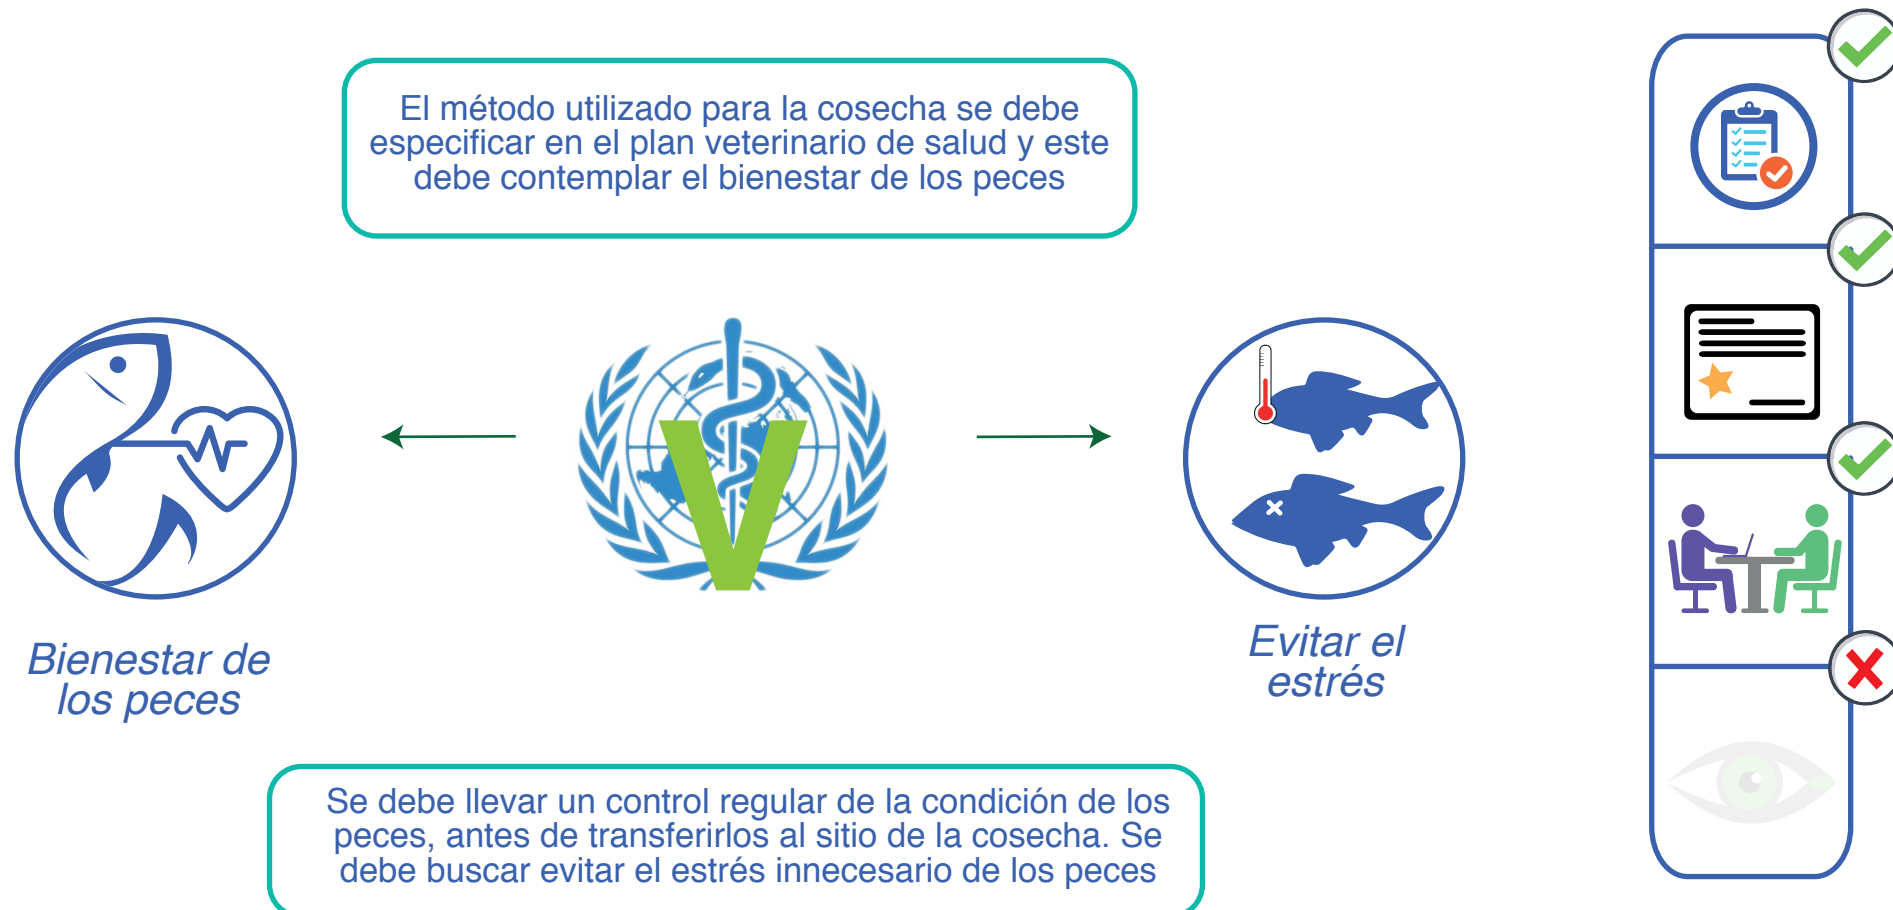 El método utilizado para la cosecha se debe
especificar en el plan veterinario de salud y este
debe contemplar el bienestar de los peces
V
Bienestar de
los peces
Evitar el
estrés
Se debe llevar un control regular de la condición de los
peces, antes de transferirlos al sitio de la cosecha. Se
debe buscar evitar el estrés innecesario de los peces